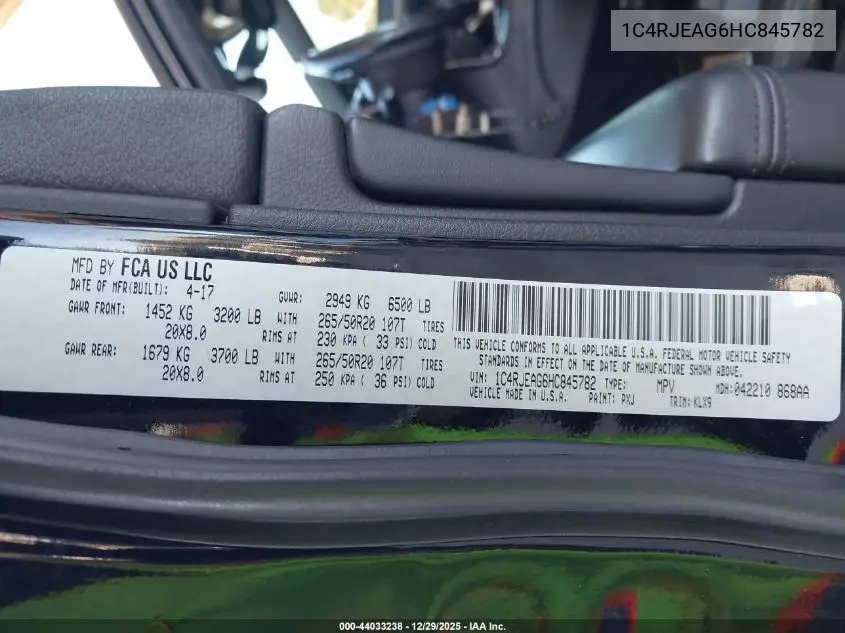 1C4RJEAG6HC845782
MFD BY FCA US LLC
DATE OF MFR(BUILT): 4-17 GVWR: 2949 KG 6500 LB
GAWR FRONT: 1452 KG 3200 LB WITH 265/50R20 107T TIRES
20X8.0 RIMS AT 230 KPA ( 33 PSI) COLD
GAWR REAR: 1679 KG 3700 LB WITH 265/50R20 107T TIRES
20X8.0 RIMS AT 250 KPA ( 36 PSI) COLD
THIS VEHICLE CONFORMS TO ALL APPLICABLE U.S.A. FEDERAL MOTOR VEHICLE SAFETY
STANDARDS IN EFFECT ON THE DATE OF MANUFACTURE SHOWN ABOVE.
VIN: 1C4RJEAG6HC845782 TYPE: MPV MDH:042210 868AA
VEHICLE MADE IN U.S.A. PAINT: PXJ TRIM: KLX9
000-44033238 - 12/29/2025 - IAA Inc.